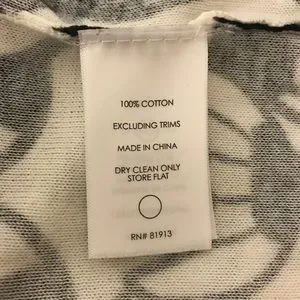 100% COTTON
EXCLUDING TRIMS
MADE IN CHINA
DRY CLEAN ONLY
STORE FLAT
RN# 81913